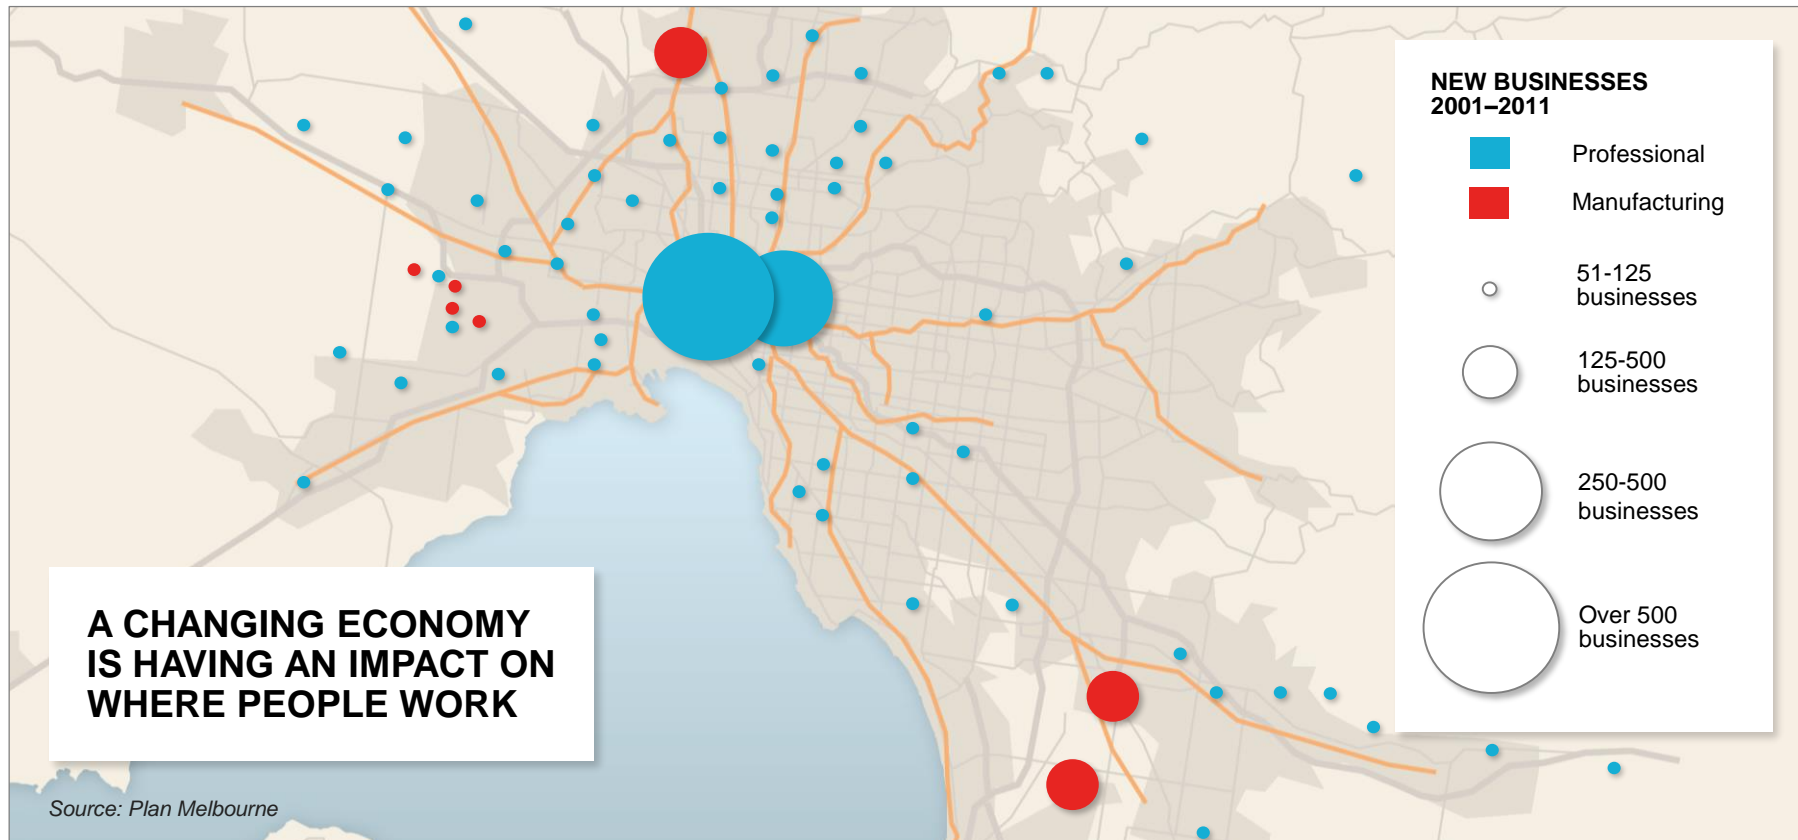 NEW BUSINESSES
2001–2011
Professional
Manufacturing
51-125
businesses
125-500
businesses
250-500
businesses
Over 500
businesses
A CHANGING ECONOMY
IS HAVING AN IMPACT ON
WHERE PEOPLE WORK
Source: Plan Melbourne